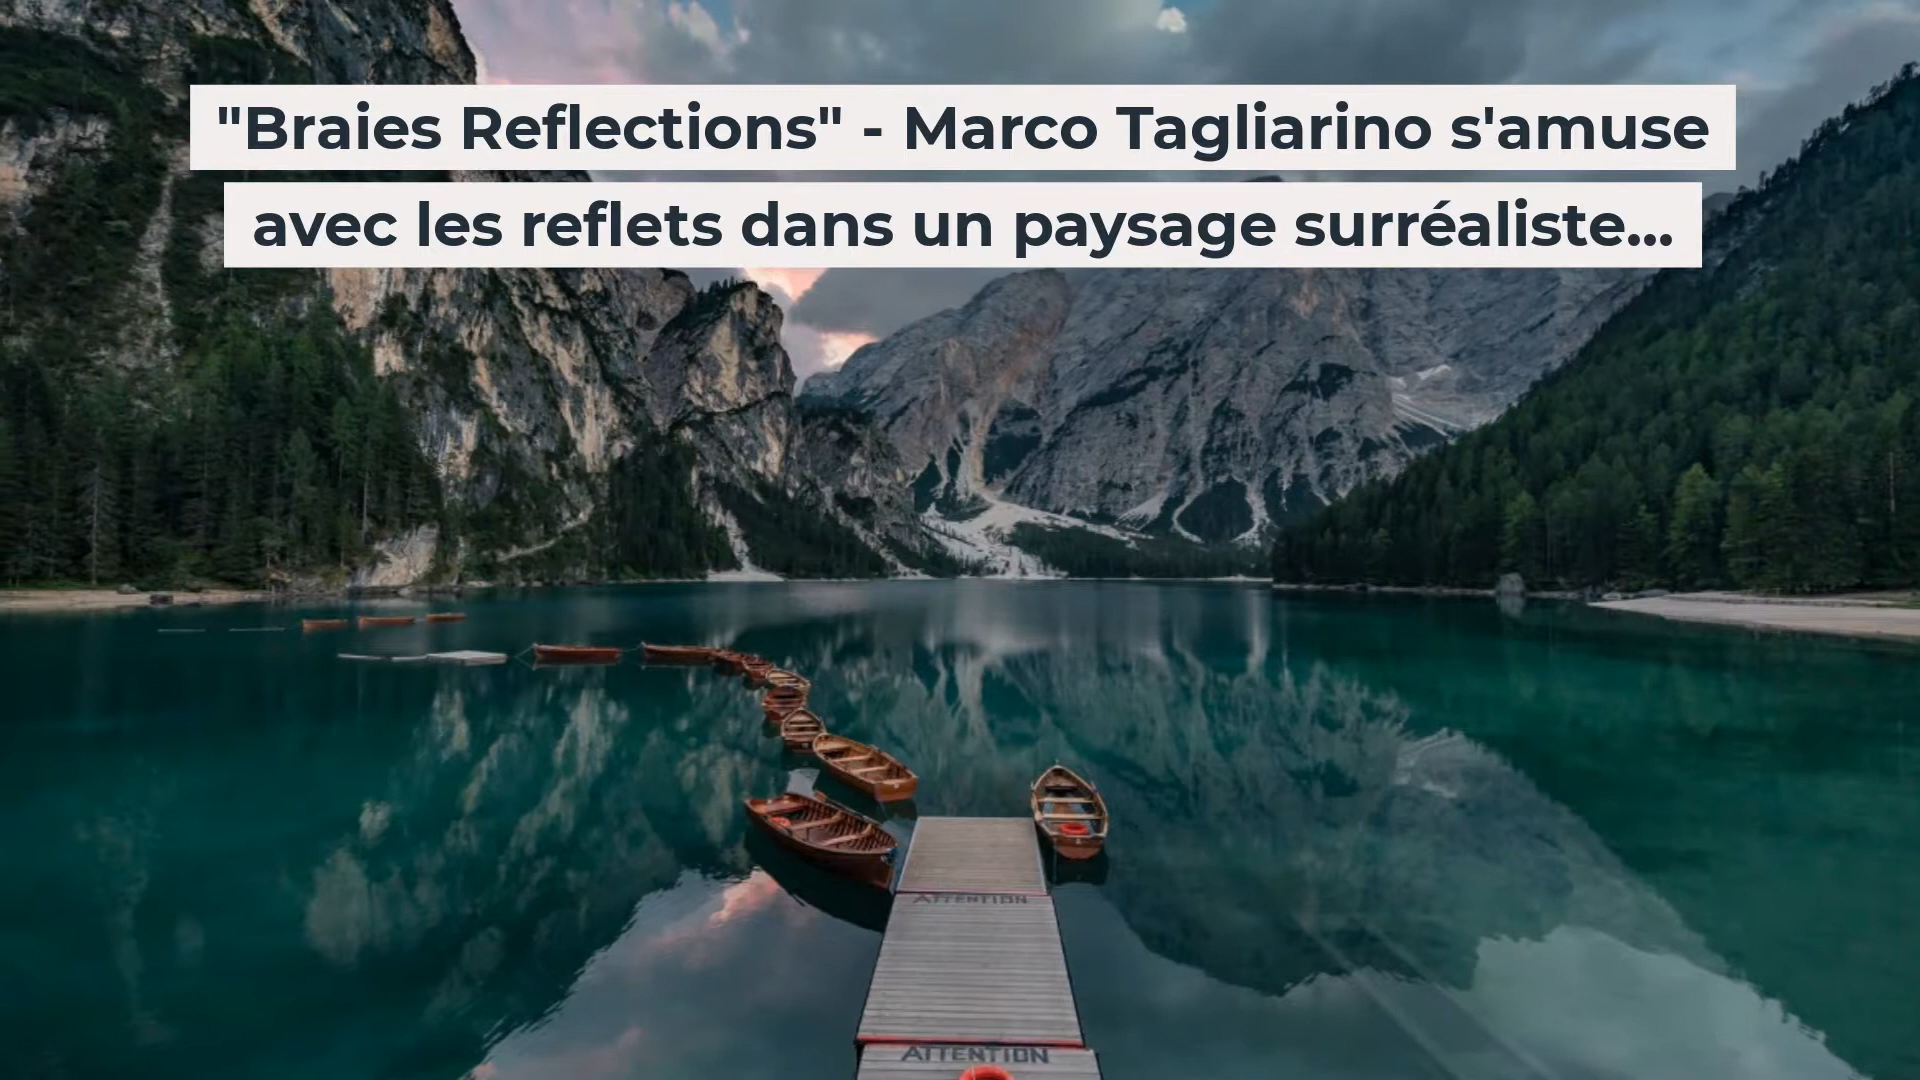 "Braies Reflections" - Marco Tagliarino s'amuse
avec les reflets dans un paysage surréaliste...
ATTENTION
ATTENTION